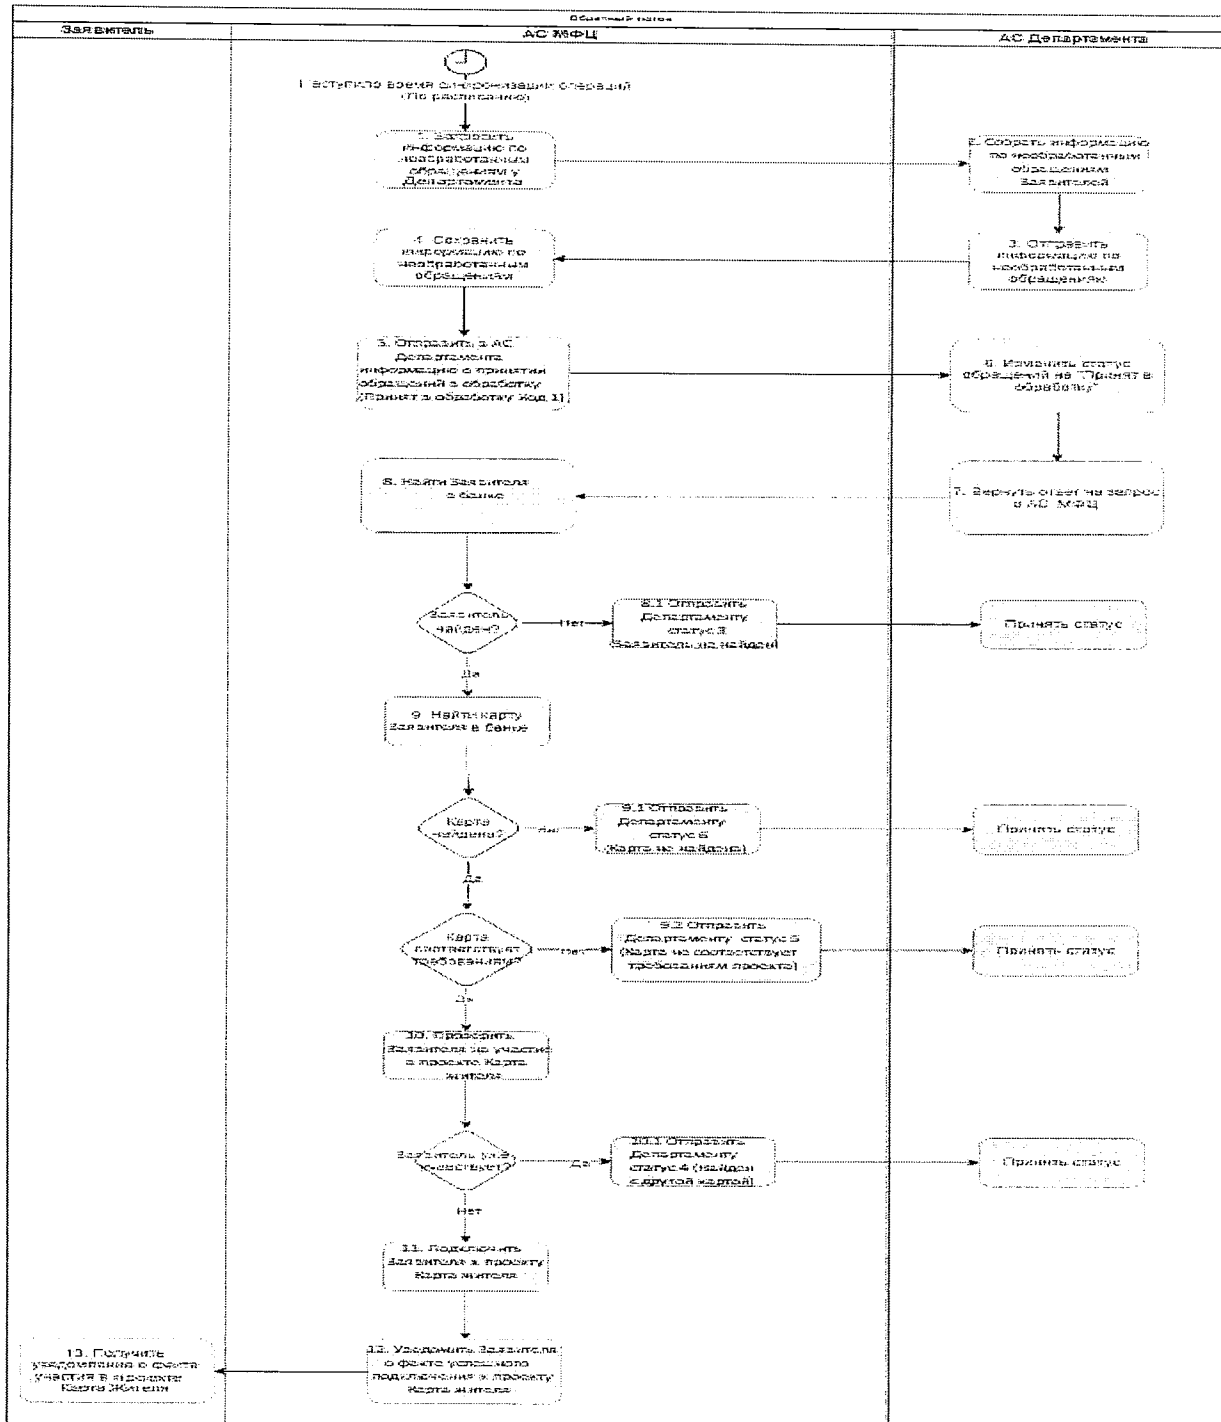 Обратный поток
Заявитель
АС МФЦ
АС Департамента
Наступило время синхронизации операций
(По расписанию)
1. Запросить
информацию по
необработанным
обращениям у
Департамента
2. Собрать информацию
по необработанным
обращениям
Заявителей
3. Отправить
информацию по
необработанным
обращениям
4. Сохранить
информацию по
необработанным
обращениям
5. Отправить в АС
Департамента
информацию о принятии
обращений в обработку
(Принят в обработку Код 1)
6. Изменить статус
обращений на "Принят в
обработку"
7. Вернуть ответ на запрос
в АС МФЦ
8. Найти Заявителя
в банке
Заявитель
найден?
Нет
8.1 Отправить
Департаменту
статус 3
(Заявитель не найден)
Принять статус
Да
9. Найти карту
Заявителя в банке
Карта
найдена?
9.1 Отправить
Департаменту
статус 6
(Карта не найдена)
Принять статус
Да
Карта
соответствует
требованиям?
Нет
9.2 Отправить
Департаменту статус 5
(Карта не соответствует
требованиям проекта)
Принять статус
Да
10. Проверить
Заявителя на участие
в проекте Карта
жителя
Заявитель уже
участвует?
Да
10.1 Отправить
Департаменту
статус 4 (Найден
с другой картой)
Принять статус
Нет
11. Подключить
Заявителя к проекту
Карта жителя
12. Уведомить Заявителя
о факте успешного
подключения к проекту
Карта жителя
13. Получить
уведомление о факте
участия в проекте
Карта Жителя